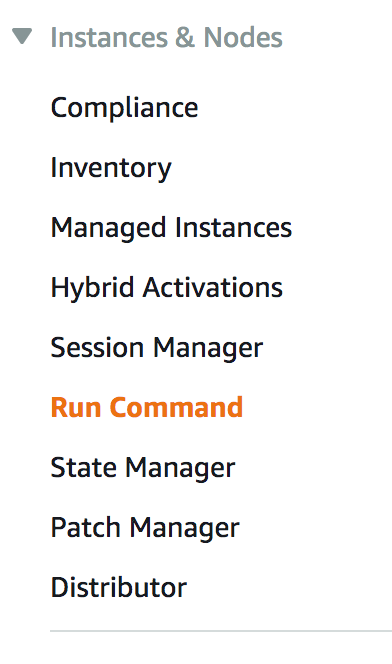 Instances & Nodes
Compliance
Inventory
Managed Instances
Hybrid Activations
Session Manager
Run Command
State Manager
Patch Manager
Distributor